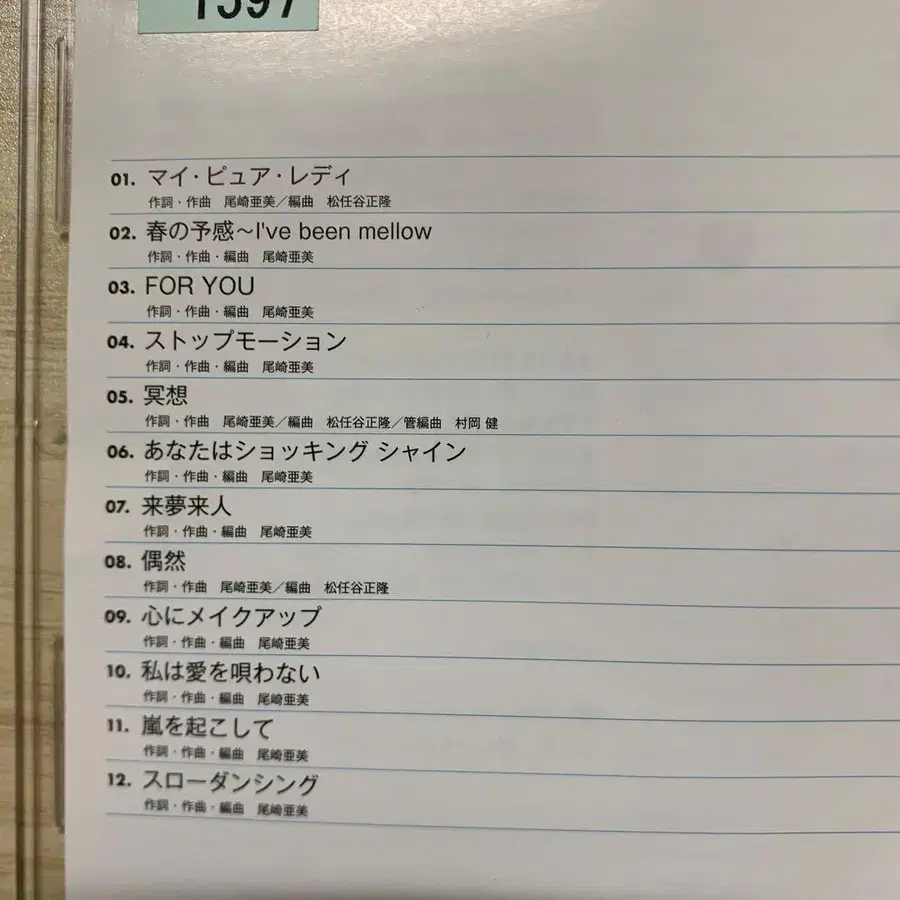 1597
01. マイ・ピュア・レディ
作詞・作曲 尾崎亜美／編曲 松任谷正隆
02. 春の予感～I've been mellow
作詞・作曲・編曲 尾崎亜美
03. FOR YOU
作詞・作曲・編曲 尾崎亜美
04. ストップモーション
作詞・作曲・編曲 尾崎亜美
05. 冥想
作詞・作曲 尾崎亜美／編曲 松任谷正隆／管編曲 村岡 健
06. あなたはショッキング シャイン
作詞・作曲・編曲 尾崎亜美
07. 来夢来人
作詞・作曲・編曲 尾崎亜美
08. 偶然
作詞・作曲 尾崎亜美／編曲 松任谷正隆
09. 心にメイクアップ
作詞・作曲・編曲 尾崎亜美
10. 私は愛を唄わない
作詞・作曲・編曲 尾崎亜美
11. 嵐を起こして
作詞・作曲・編曲 尾崎亜美
12. スローダンシング
作詞・作曲・編曲 尾崎亜美